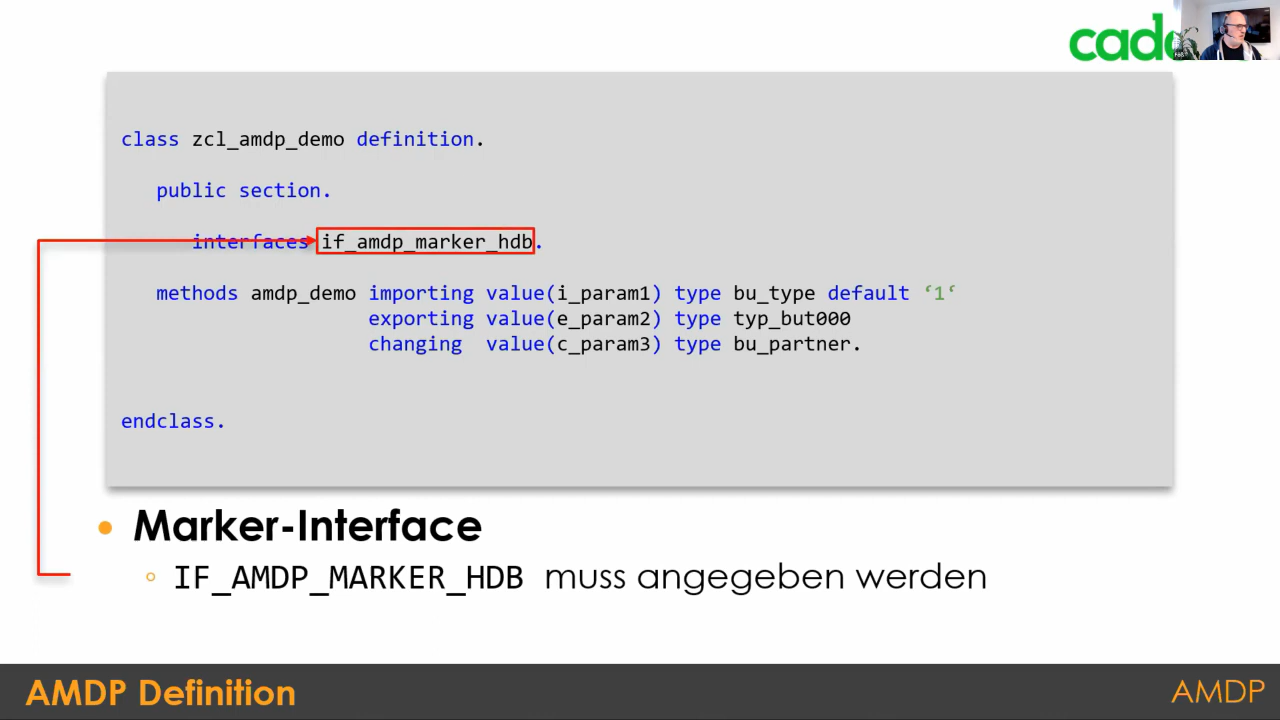 class zcl_amdp_demo definition.
public section.
interfaces if_amdp_marker_hdb.
methods amdp_demo importing value(i_param1) type bu_type default ‘1‘
exporting value(e_param2) type typ_but000
changing value(c_param3) type bu_partner.
endclass.
Marker-Interface
IF_AMDP_MARKER_HDB muss angegeben werden
AMDP Definition
AMDP